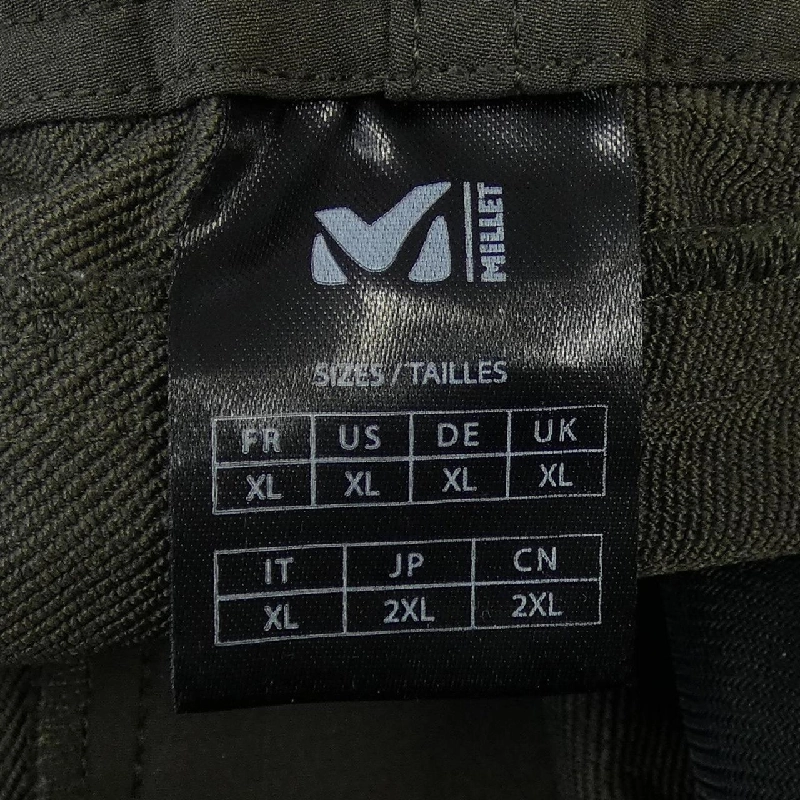 MILLET
SIZES / TAILLES
FR US DE UK
XL XL XL XL
IT JP CN
XL 2XL 2XL